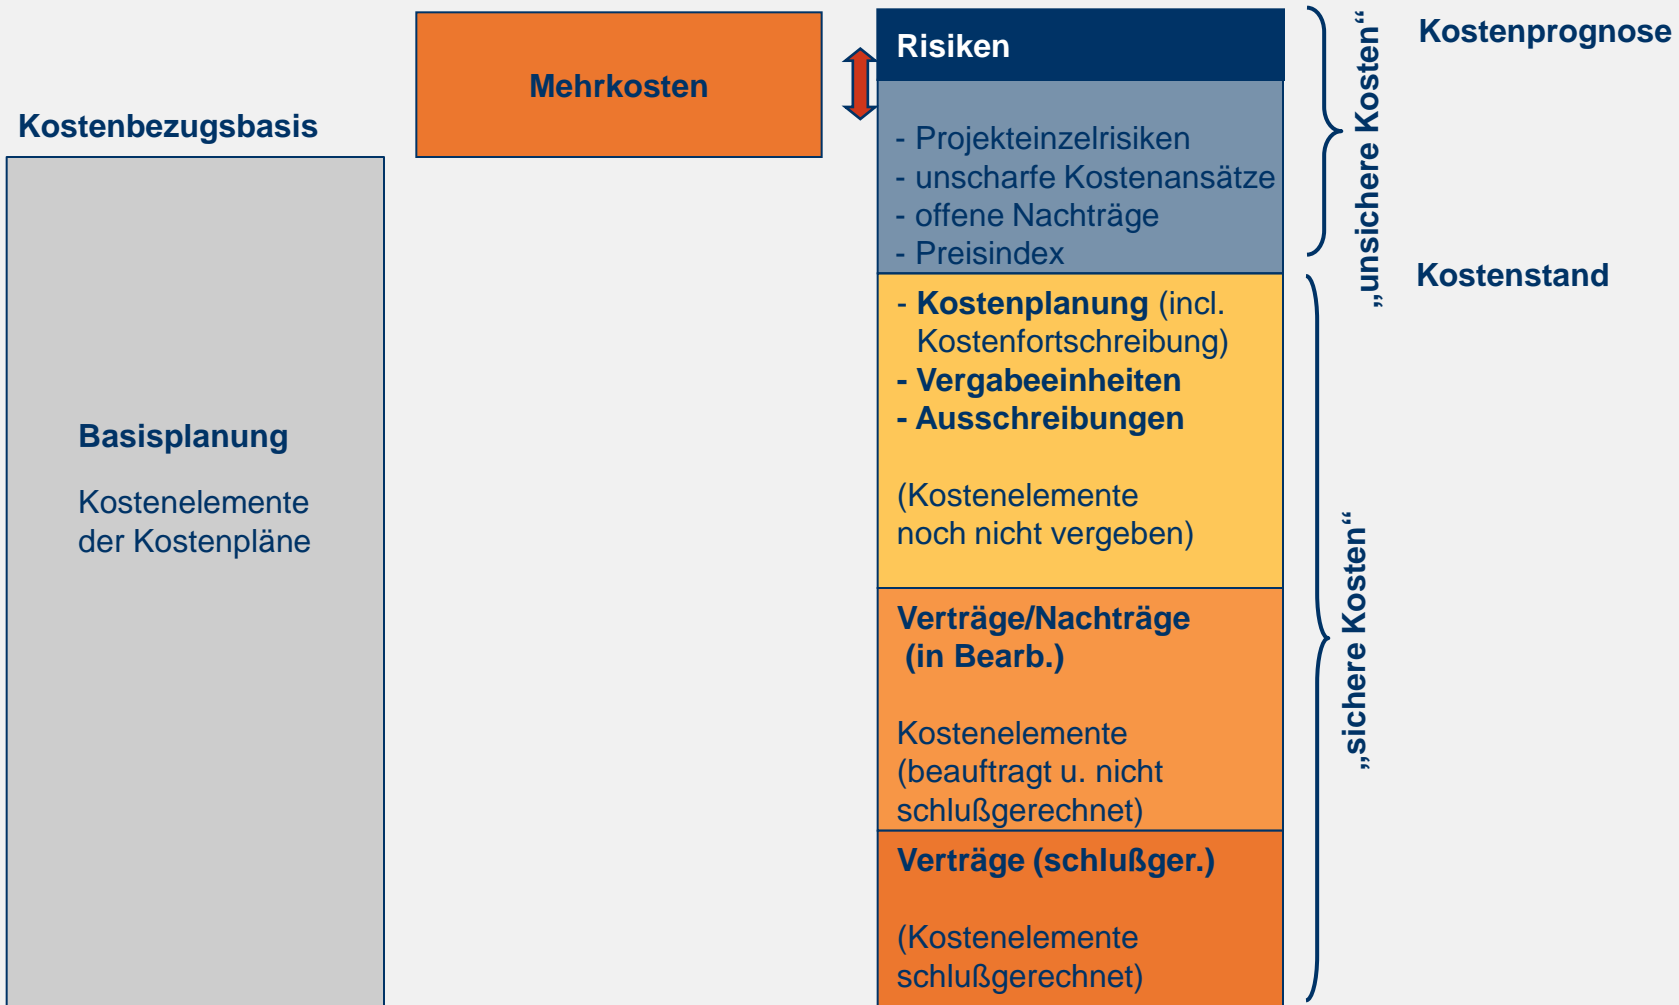 Kostenbezugsbasis
Basisplanung
Kostenelemente
der Kostenpläne
Mehrkosten
Risiken
- Projekteinzelrisiken
- unscharfe Kostenansätze
- offene Nachträge
- Preisindex
- Kostenplanung (incl.
Kostenfortschreibung)
- Vergabeeinheiten
- Ausschreibungen
(Kostenelemente
noch nicht vergeben)
Verträge/Nachträge
(in Bearb.)
Kostenelemente
(beauftragt u. nicht
schlußgerechnet)
Verträge (schlußger.)
(Kostenelemente
schlußgerechnet)
„unsichere Kosten“
„sichere Kosten“
Kostenprognose
Kostenstand